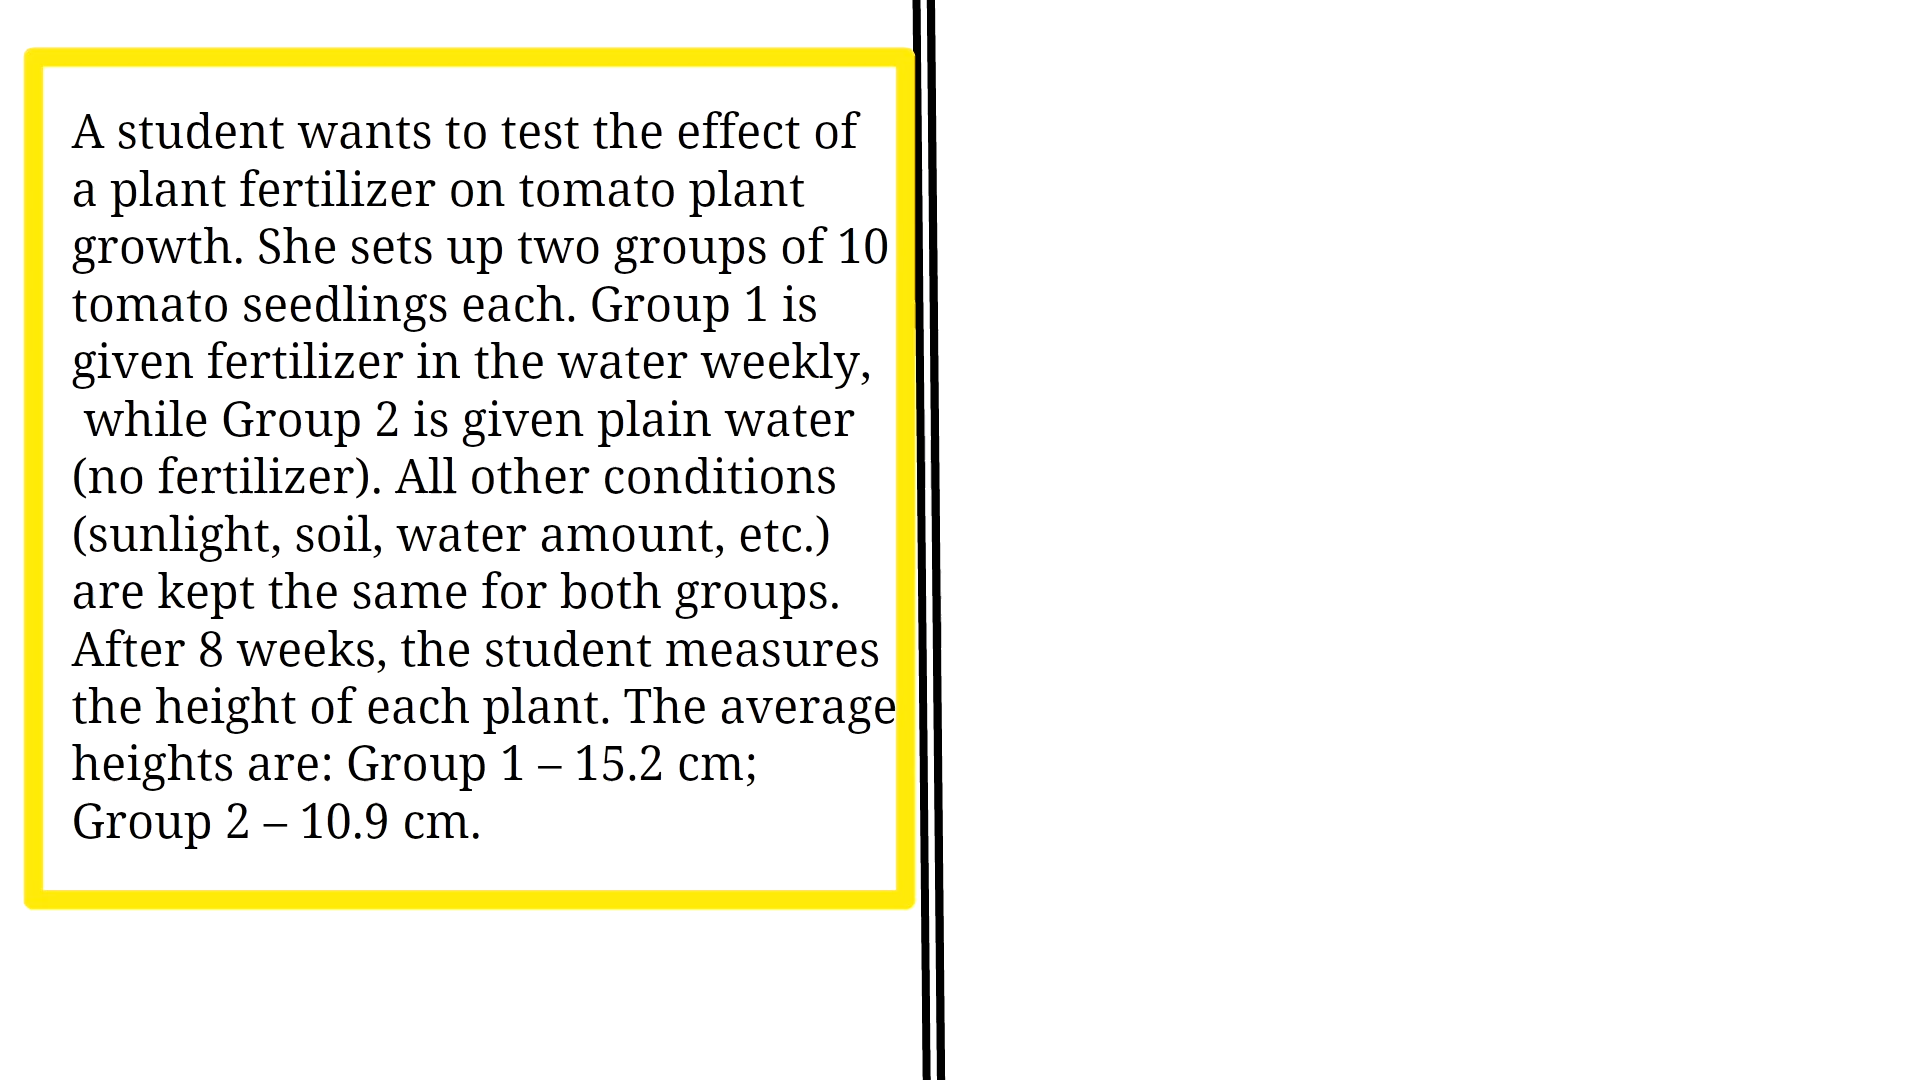 A student wants to test the effect of
a plant fertilizer on tomato plant
growth. She sets up two groups of 10
tomato seedlings each. Group 1 is
given fertilizer in the water weekly,
while Group 2 is given plain water
(no fertilizer). All other conditions
(sunlight, soil, water amount, etc.)
are kept the same for both groups.
After 8 weeks, the student measures
the height of each plant. The average
heights are: Group 1 – 15.2 cm;
Group 2 – 10.9 cm.